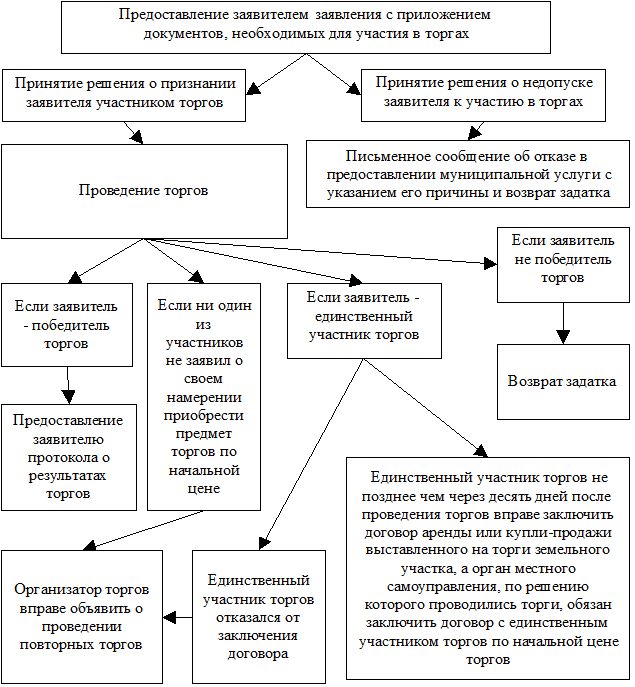 Предоставление заявителем заявления с приложением
документов, необходимых для участия в торгах
Принятие решения о признании
заявителя участником торгов
Принятие решения о недопуске
заявителя к участию в торгах
Проведение торгов
Письменное сообщение об отказе в
предоставлении муниципальной услуги с
указанием его причины и возврат задатка
Если заявитель
не победитель
торгов
Если заявитель
- победитель
торгов
Если ни один
из
участников
не заявил о
своем
намерении
приобрести
предмет
торгов по
начальной
цене
Если заявитель -
единственный
участник торгов
Возврат задатка
Предоставление
заявителю
протокола о
результатах
торгов
Единственный участник торгов не
позднее чем через десять дней после
проведения торгов вправе заключить
договор аренды или купли-продажи
выставленного на торги земельного
участка, а орган местного
самоуправления, по решению
которого проводились торги, обязан
заключить договор с единственным
участником торгов по начальной цене
торгов
Организатор торгов
вправе объявить о
проведении
повторных торгов
Единственный
участник торгов
отказался от
заключения
договора